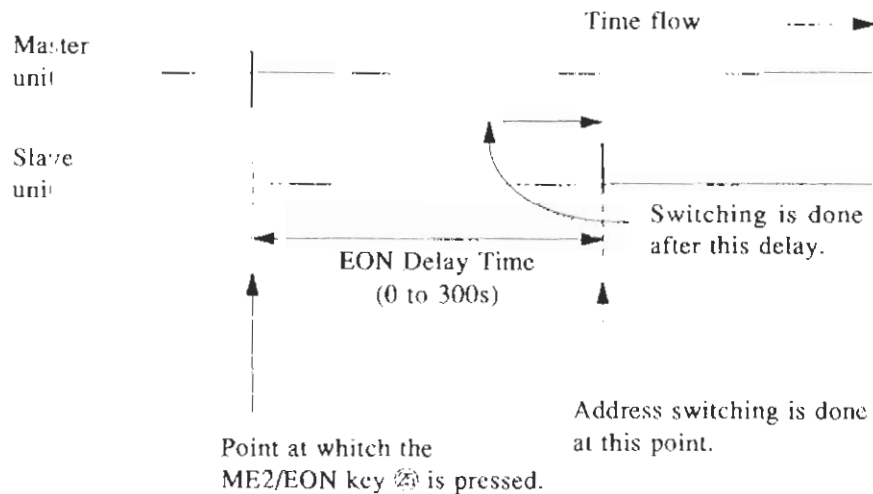 Time flow
Master
unit
Slave
unit
Switching is done
after this delay.
EON Delay Time
(0 to 300s)
Address switching is done
at this point.
Point at whitch the
ME2/EON key ㉕ is pressed.